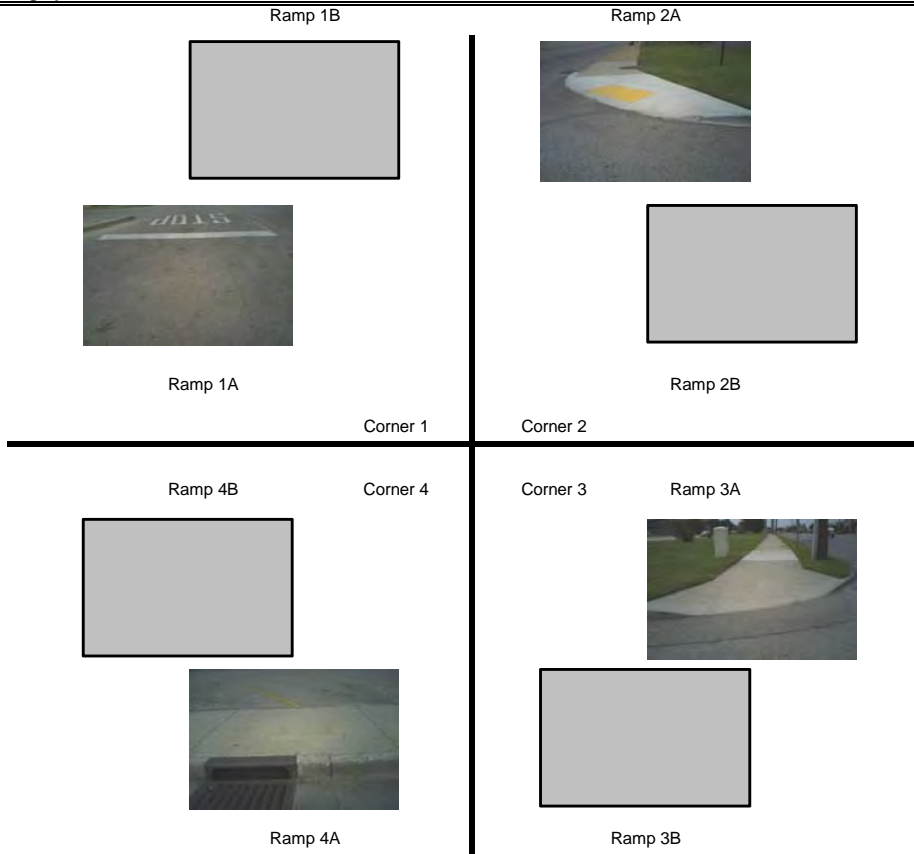 Ramp 1B
Ramp 2A
STOP
Ramp 1A
Ramp 2B
Corner 1
Corner 2
Ramp 4B
Corner 4
Corner 3
Ramp 3A
Ramp 4A
Ramp 3B